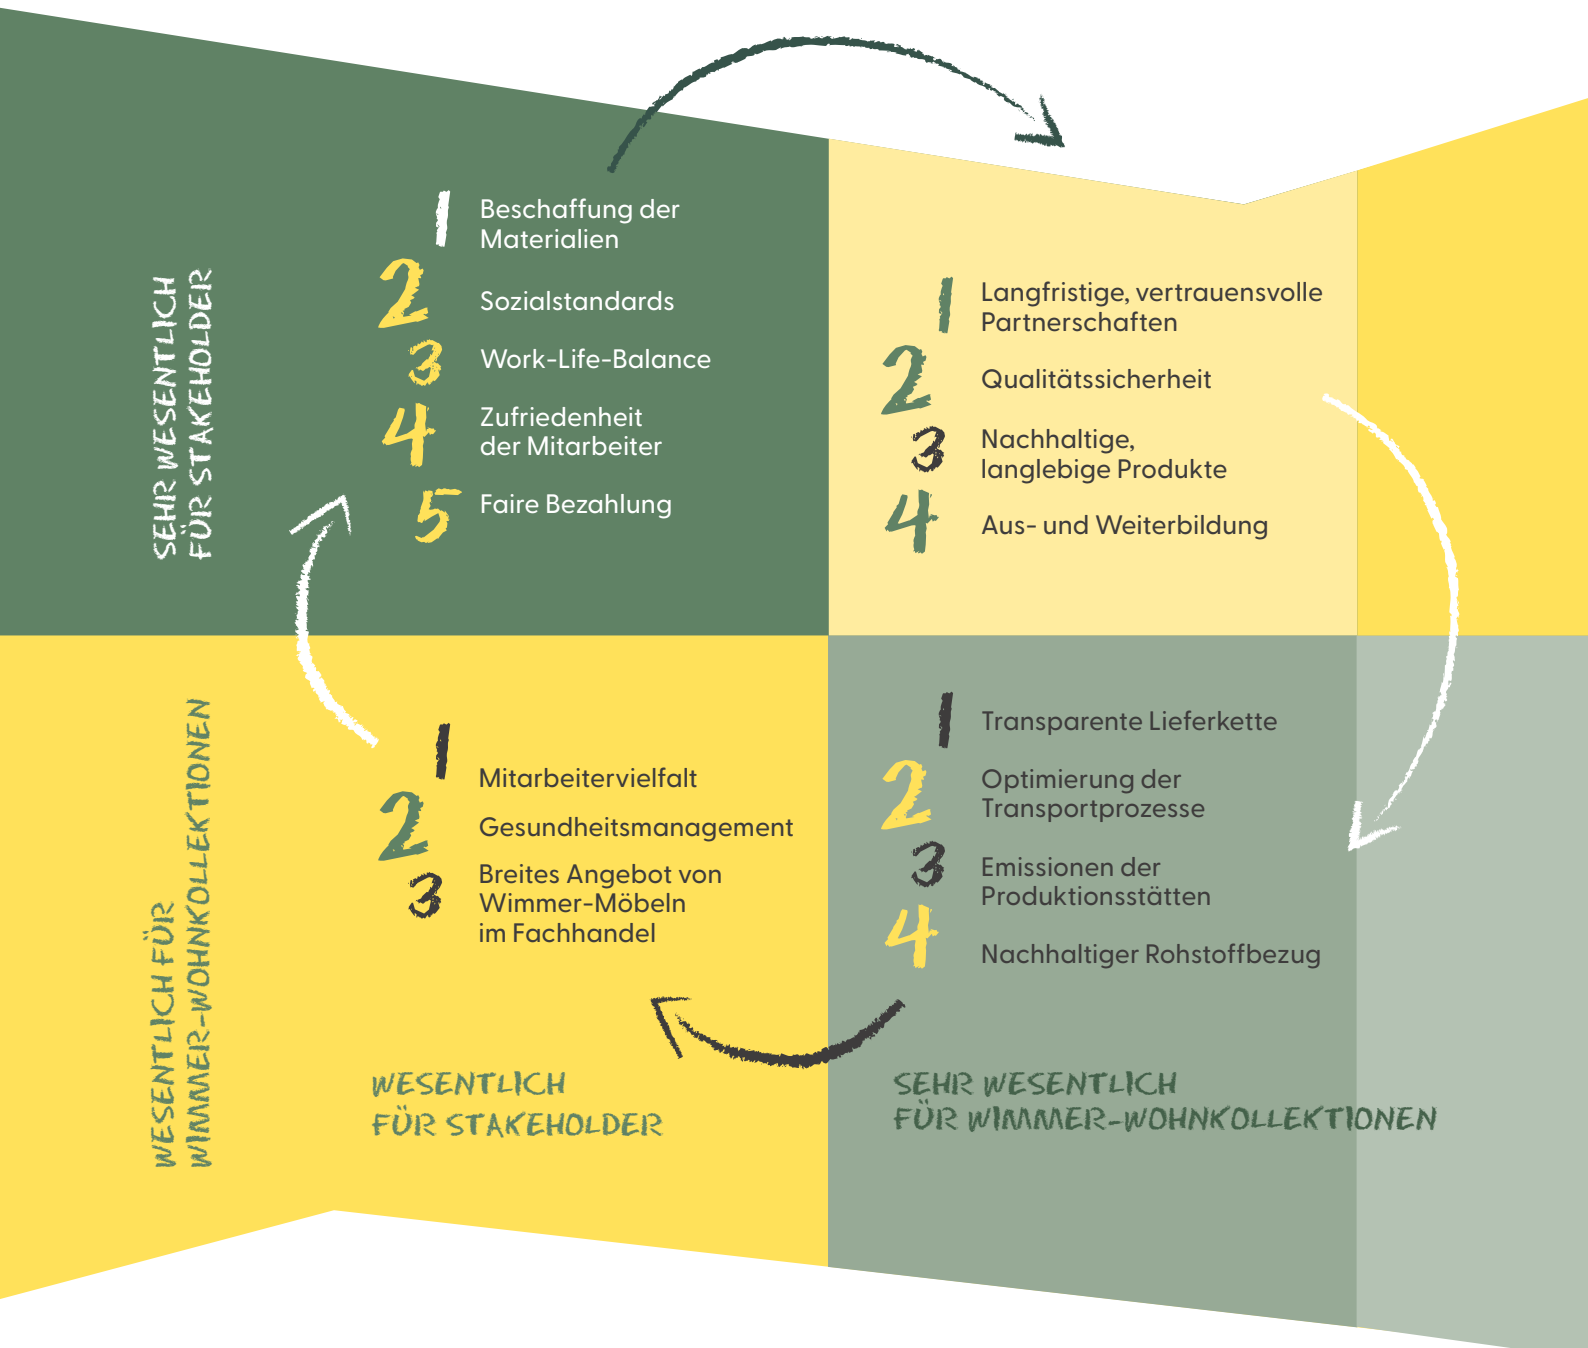 SEHR WESENTLICH
FÜR STAKEHOLDER
1 Beschaffung der
Materialien
2 Sozialstandards
3 Work-Life-Balance
4 Zufriedenheit
der Mitarbeiter
5 Faire Bezahlung
1 Langfristige, vertrauensvolle
Partnerschaften
2 Qualitätssicherheit
3 Nachhaltige,
langlebige Produkte
4 Aus- und Weiterbildung
WESENTLICH FÜR
WIMMER-WOHNKOLLEKTIONEN
1 Mitarbeitervielfalt
2 Gesundheitsmanagement
3 Breites Angebot von
Wimmer-Möbeln
im Fachhandel
WESENTLICH
FÜR STAKEHOLDER
1 Transparente Lieferkette
2 Optimierung der
Transportprozesse
3 Emissionen der
Produktionsstätten
4 Nachhaltiger Rohstoffbezug
SEHR WESENTLICH
FÜR WIMMER-WOHNKOLLEKTIONEN